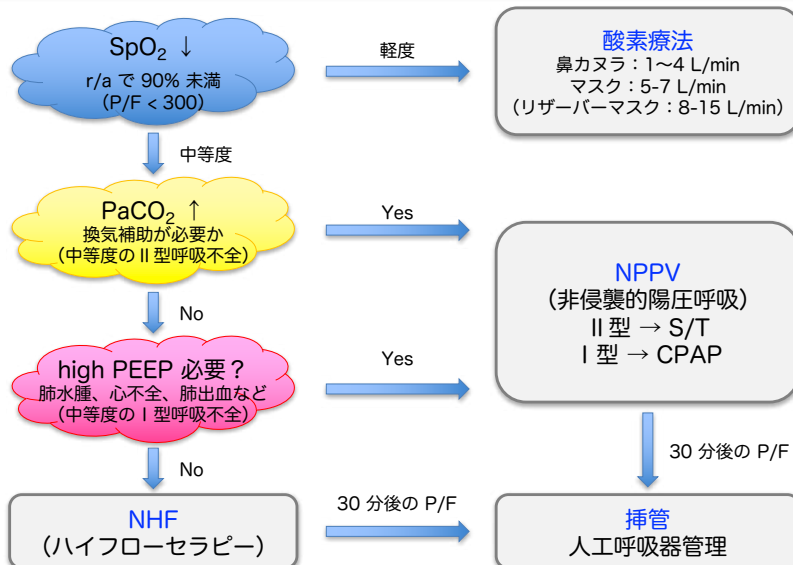 SpO₂ ↓
r/a で 90% 未満
(P/F < 300)
軽度
酸素療法
鼻カヌラ：1〜4 L/min
マスク：5-7 L/min
(リザーバーマスク：8-15 L/min)
中等度
PaCO₂ ↑
換気補助が必要か
(中等度のⅡ型呼吸不全)
Yes
NPPV
(非侵襲的陽圧呼吸)
Ⅱ型 → S/T
Ⅰ型 → CPAP
No
high PEEP 必要？
肺水腫、心不全、肺出血など
(中等度のⅠ型呼吸不全)
Yes
30 分後の P/F
No
NHF
(ハイフローセラピー)
30 分後の P/F
挿管
人工呼吸器管理